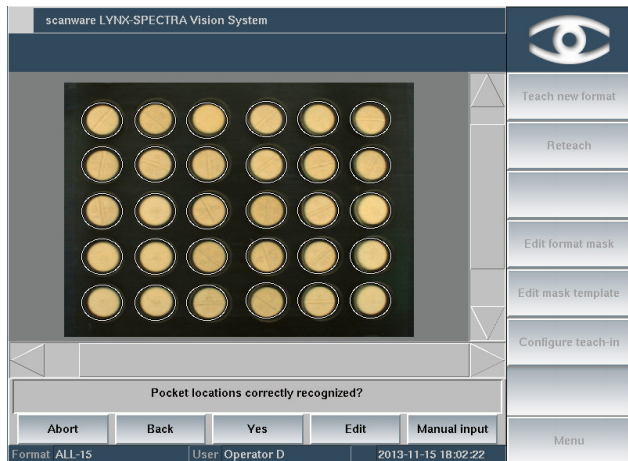 scanware LYNX-SPECTRA Vision System
Teach new format
Reteach
Edit format mask
Edit mask template
Configure teach-in
Pocket locations correctly recognized?
Abort Back Yes Edit Manual input
Menu
Format ALL-15 User Operator D 2013-11-15 18:02:22